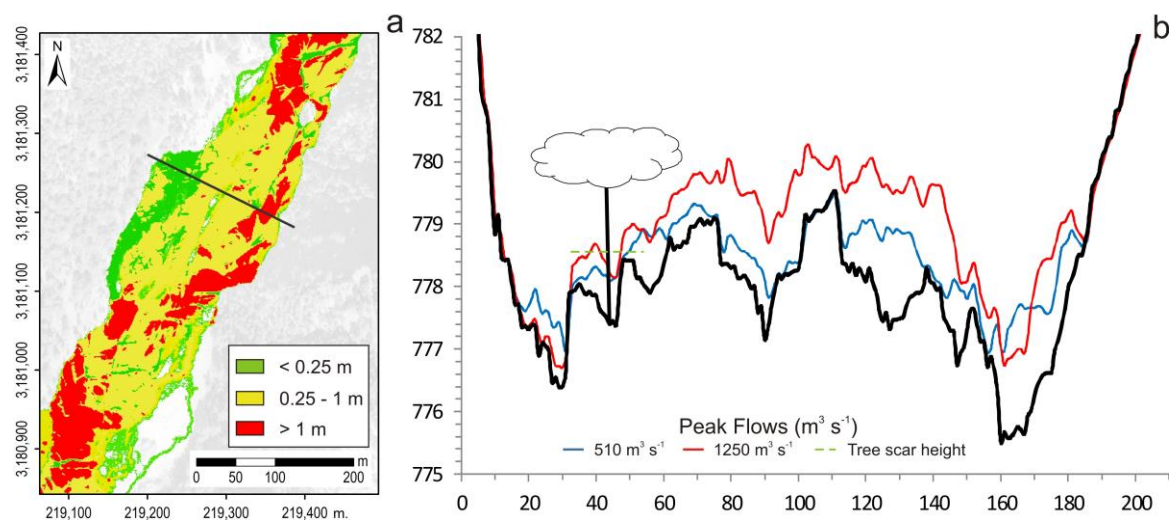 a
b
N
3,181,400
3,181,300
3,181,200
3,181,100
3,181,000
3,180,900
219,100 219,200 219,300 219,400 m.
< 0.25 m
0.25 - 1 m
> 1 m
m
0 50 100 200
782
781
780
779
778
777
776
775
0 20 40 60 80 100 120 140 160 180 200
Peak Flows (m³ s⁻¹)
510 m³ s⁻¹ 1250 m³ s⁻¹ Tree scar height